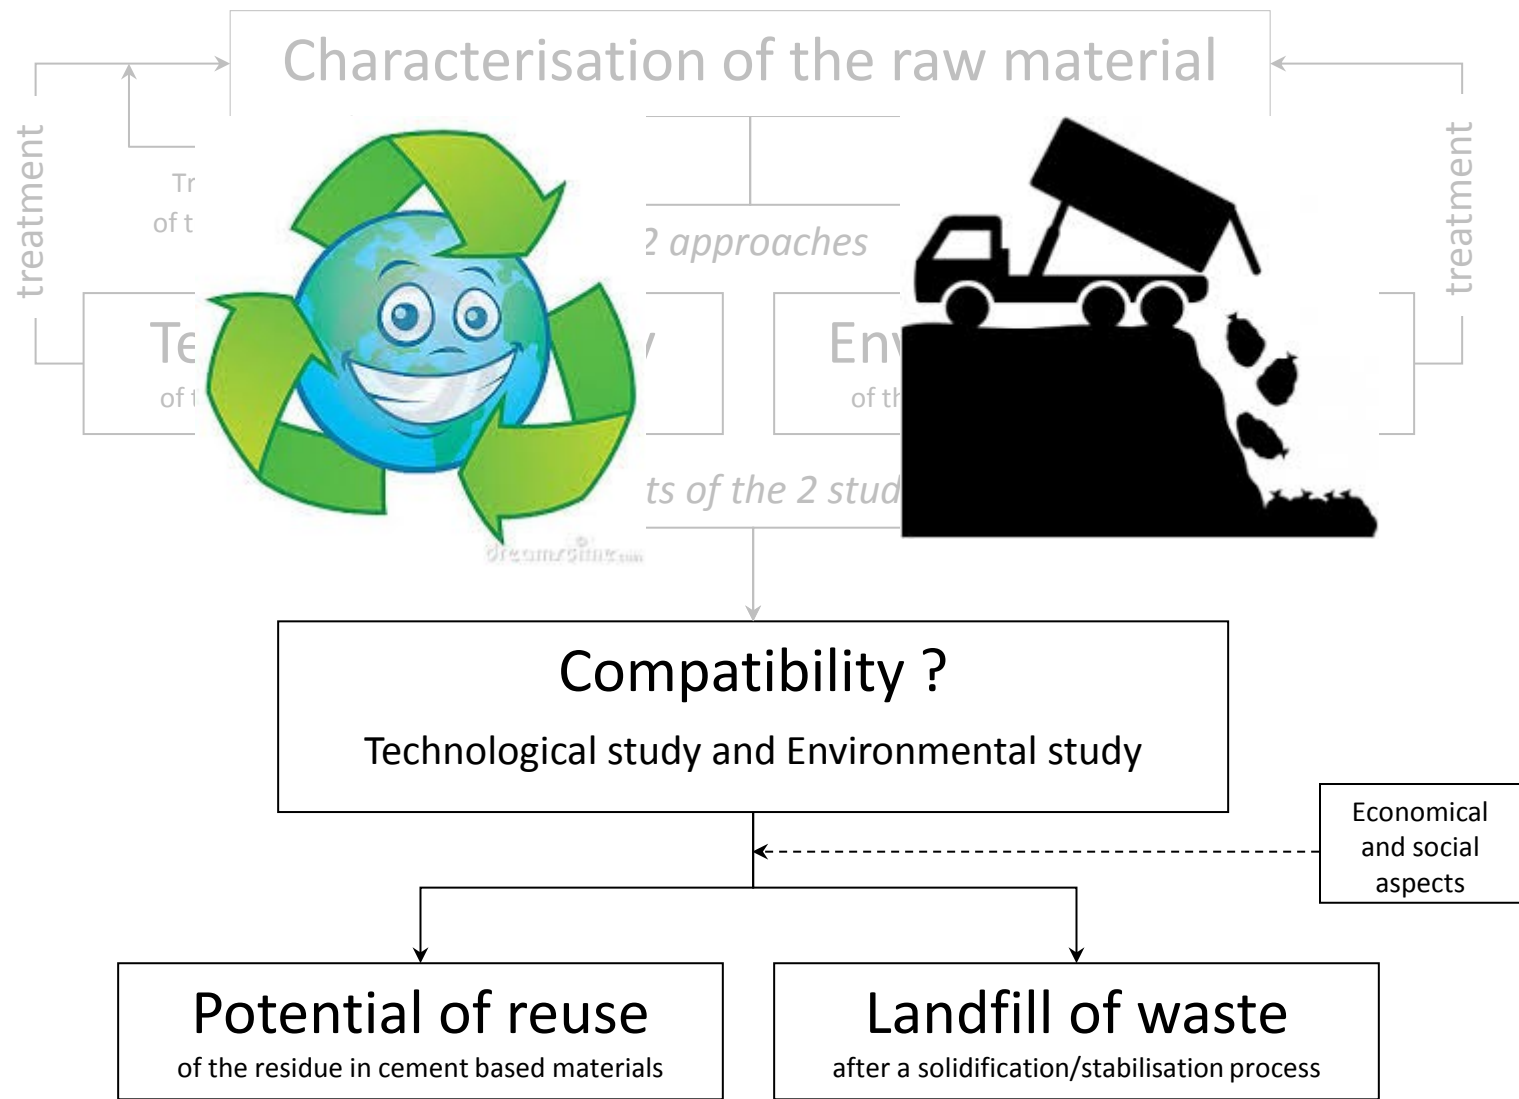 Characterisation of the raw material
treatment
treatment
Tr
of t
2 approaches
Te
y
of t
Env
of th
ts of the 2 stud
dreamstime.com
Compatibility ?
Technological study and Environmental study
Economical
and social
aspects
Potential of reuse
of the residue in cement based materials
Landfill of waste
after a solidification/stabilisation process